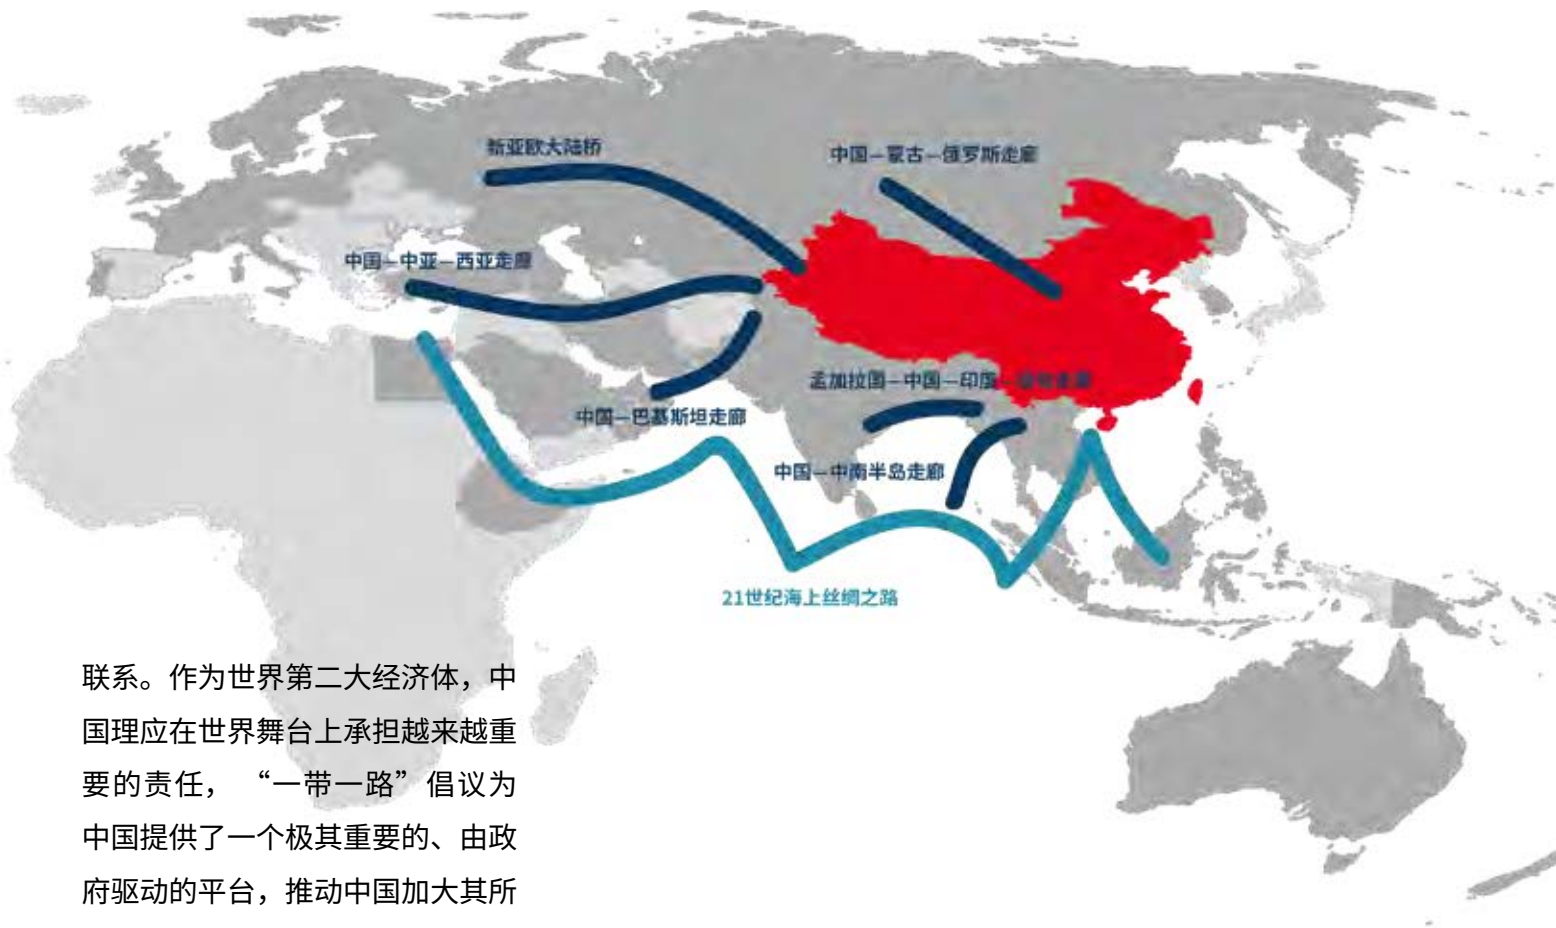 新亚欧大陆桥
中国—蒙古—俄罗斯走廊
中国—中亚—西亚走廊
孟加拉国—中国—印度—缅甸走廊
中国—巴基斯坦走廊
中国—中南半岛走廊
21世纪海上丝绸之路
联系。作为世界第二大经济体，中
国理应在世界舞台上承担越来越重
要的责任， “一带一路”倡议为
中国提供了一个极其重要的、由政
府驱动的平台，推动中国加大其所